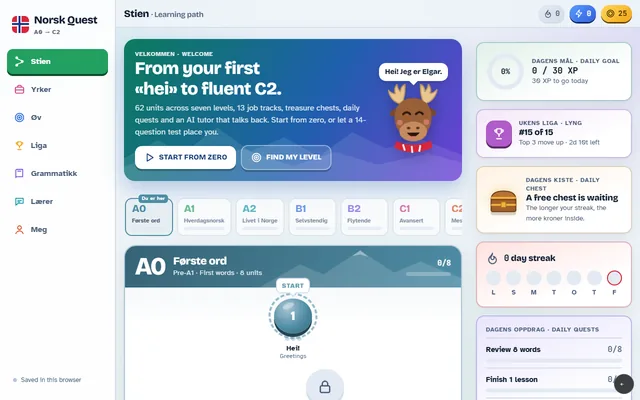 Norsk Quest
A0 → C2
Stien
Yrker
Øv
Liga
Grammatikk
Lærer
Meg
Saved in this browser
Stien · Learning path
0
0
25
VELKOMMEN · WELCOME
From your first
«hei» to fluent C2.
62 units across seven levels, 13 job tracks, treasure chests, daily
quests and an AI tutor that talks back. Start from zero, or let a 14-
question test place you.
START FROM ZERO
FIND MY LEVEL
Hei! Jeg er Elgar.
Du er her
A0
Første ord
A1
Hverdagsnorsk
A2
Livet i Norge
B1
Selvstendig
B2
Flytende
C1
Avansert
C2
A0
Første ord
Pre-A1 · First words · 8 units
0/8
START
1
Hei!
Greetings
0%
DAGENS MÅL · DAILY GOAL
0 / 30 XP
30 XP to go today
UKENS LIGA · LYNG
#15 of 15
Top 3 move up · 2d 10t left
DAGENS KISTE · DAILY
CHEST
A free chest is waiting
The longer your streak, the
more kroner inside.
0 day streak
L S M T O T F
DAGENS OPPDRAG · DAILY QUESTS
Review 8 words
0/8
Finish 1 lesson